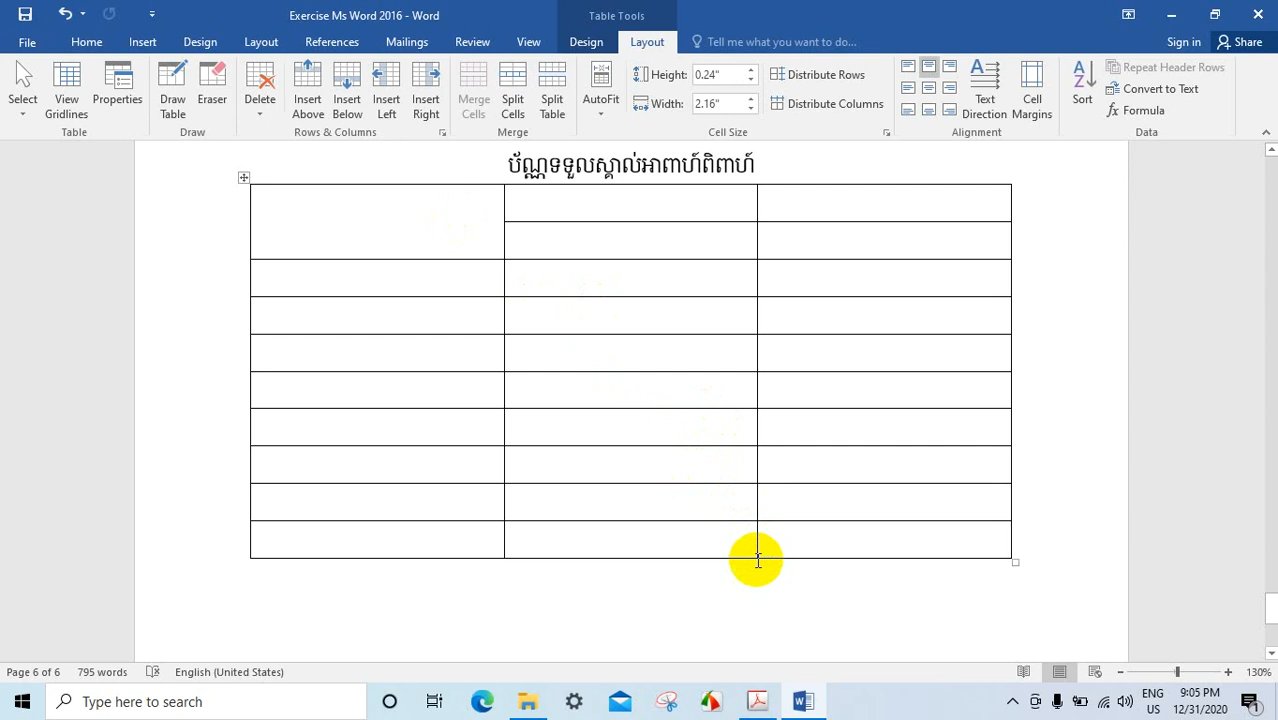 Exercise Ms Word 2016 - Word
Table Tools
File Home Insert Design Layout References Mailings Review View Design Layout Tell me what you want to do... Sign in Share
Select
View Gridlines
Properties
Table
Draw Table
Eraser
Draw
Delete
Insert Above
Insert Below
Insert Left
Insert Right
Rows & Columns
Merge Cells
Split Cells
Split Table
Merge
AutoFit
Height: 0.24"
Width: 2.16"
Distribute Rows
Distribute Columns
Cell Size
Text Direction
Cell Margins
Alignment
Sort
Repeat Header Rows
Convert to Text
Formula
Data
ប័ណ្ណទទួលស្គាល់អាពាហ៍ពិពាហ៍
Page 6 of 6 795 words English (United States) 130%
Type here to search
ENG
US
9:05 PM
12/31/2020
1